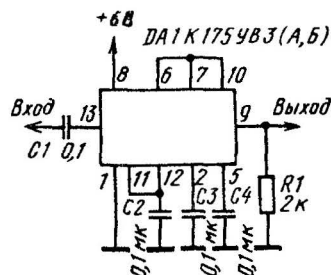 +6В
DA1 К175УВ3(А,Б)
8 6 7 10
Вход 13 9 Выход
С1 0,1
1 11 12 2 5
С2 С3 С4 R1
2к
0,1мк 0,1мк 0,1мк